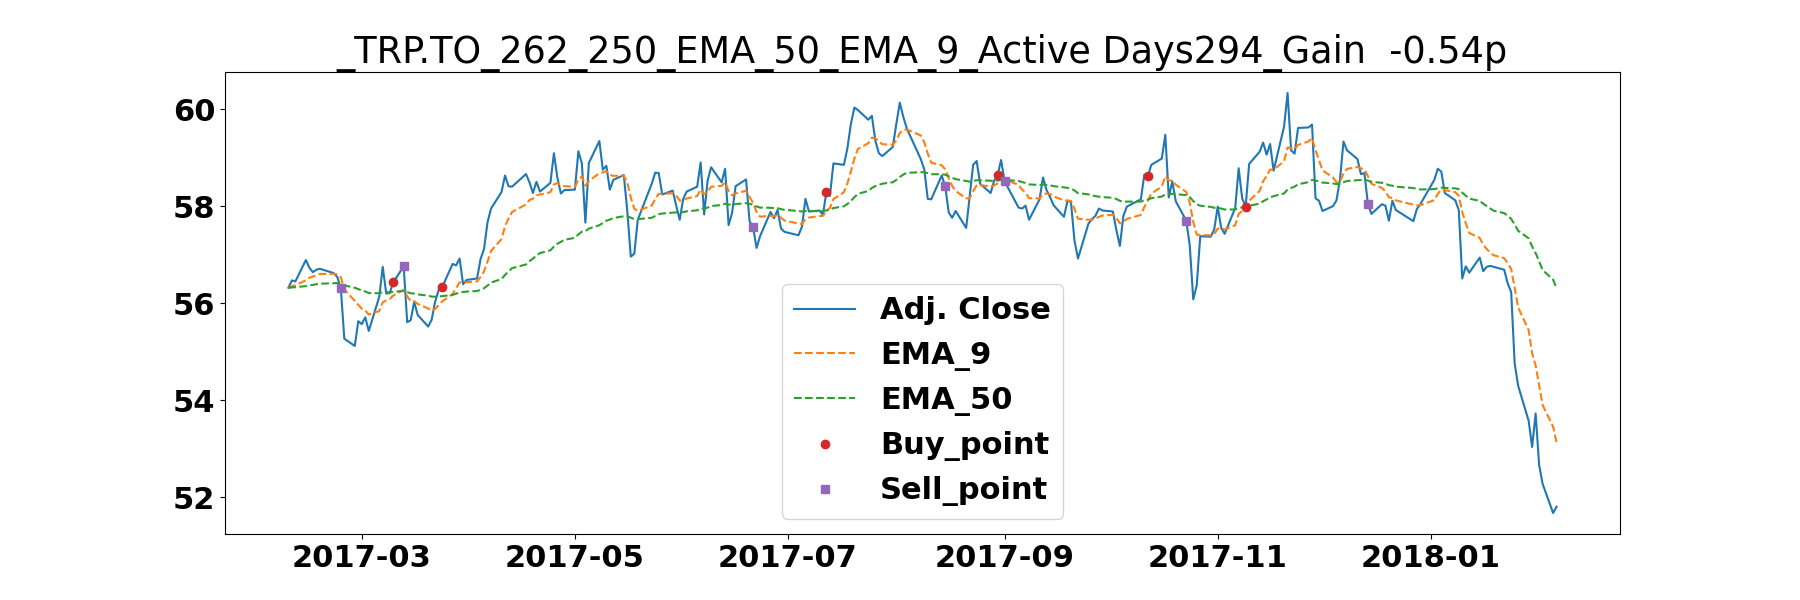 _TRP.TO_262_250_EMA_50_EMA_9_Active Days294_Gain  -0.54p
60
58
56
54
52
Adj. Close
EMA_9
EMA_50
Buy_point
Sell_point
2017-03 2017-05 2017-07 2017-09 2017-11 2018-01